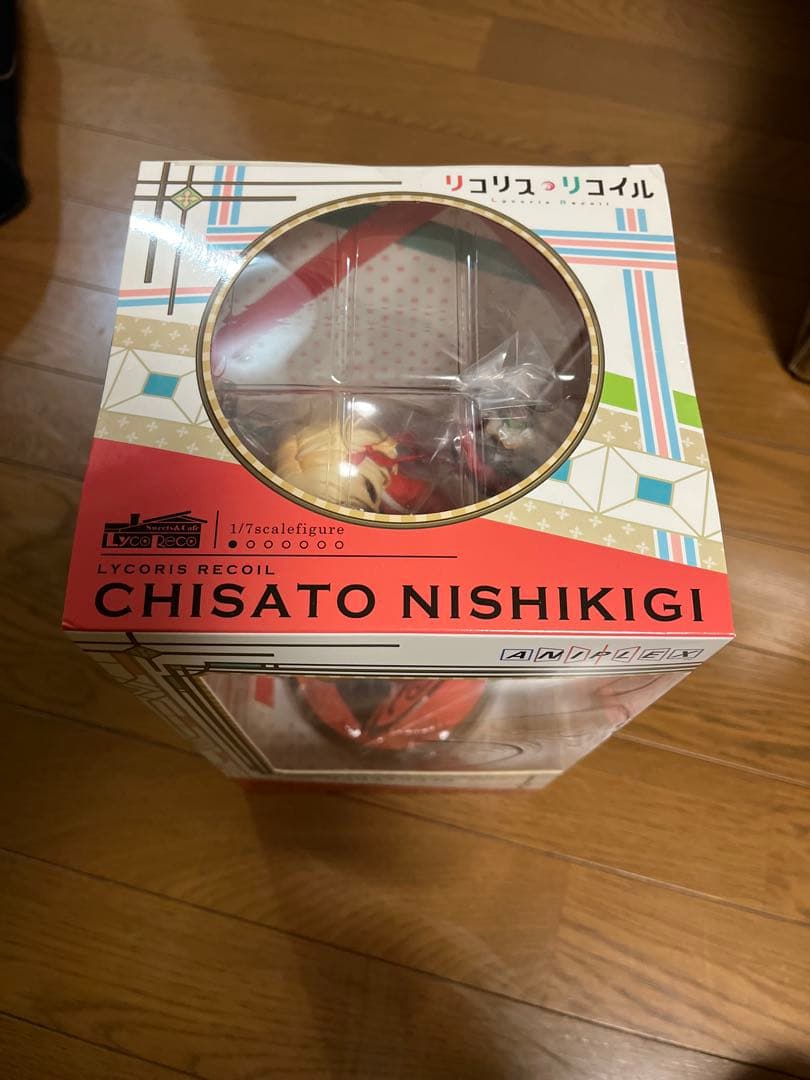 リコリス・リコイル
Lycoris Recoil
Sweets&Cafe
LycoReco
1/7scalefigure
LYCORIS RECOIL
CHISATO NISHIKIGI
ANIPLEX